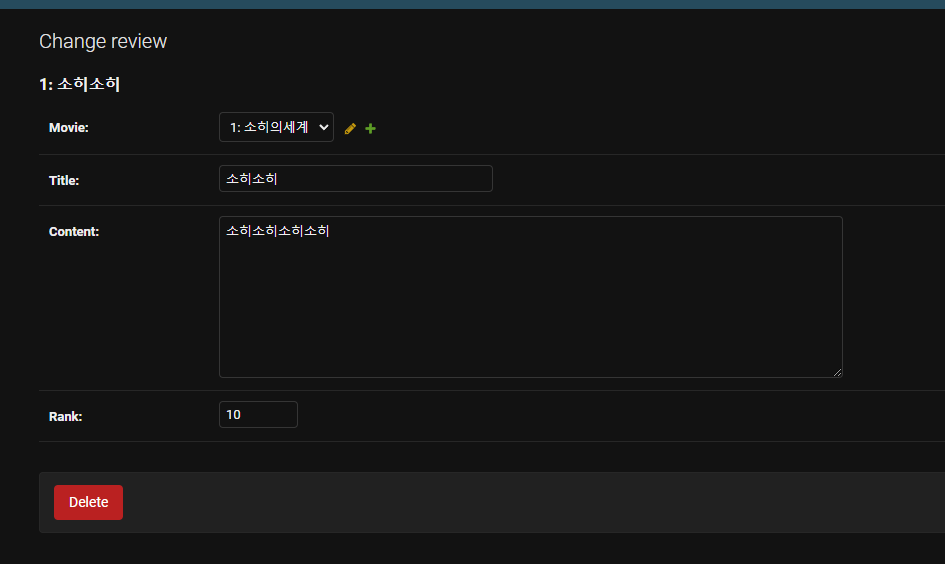 Change review
1: 소히소히
Movie: 1: 소히의세계
Title: 소히소히
Content: 소히소히소히소히
Rank: 10
Delete